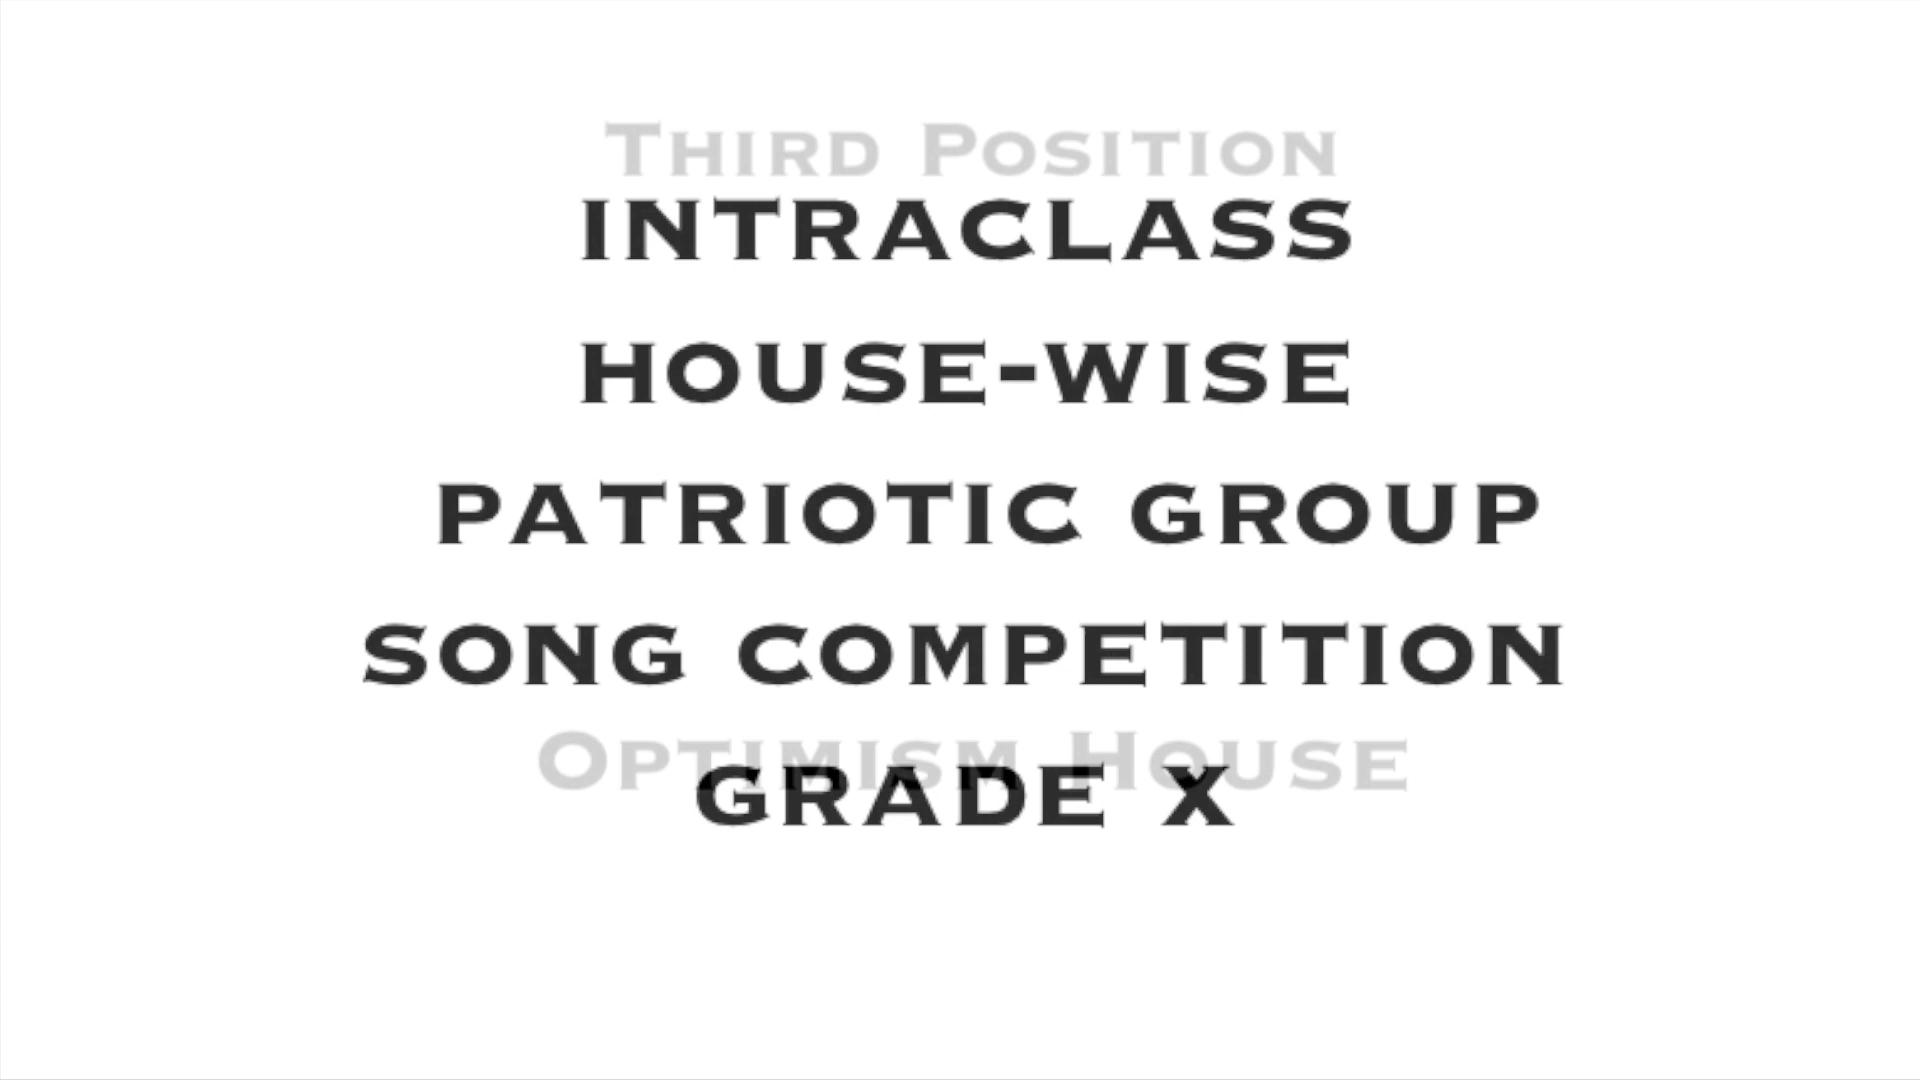 Third Position
INTRACLASS
HOUSE-WISE
PATRIOTIC GROUP
SONG COMPETITION
Optimism House
GRADE X